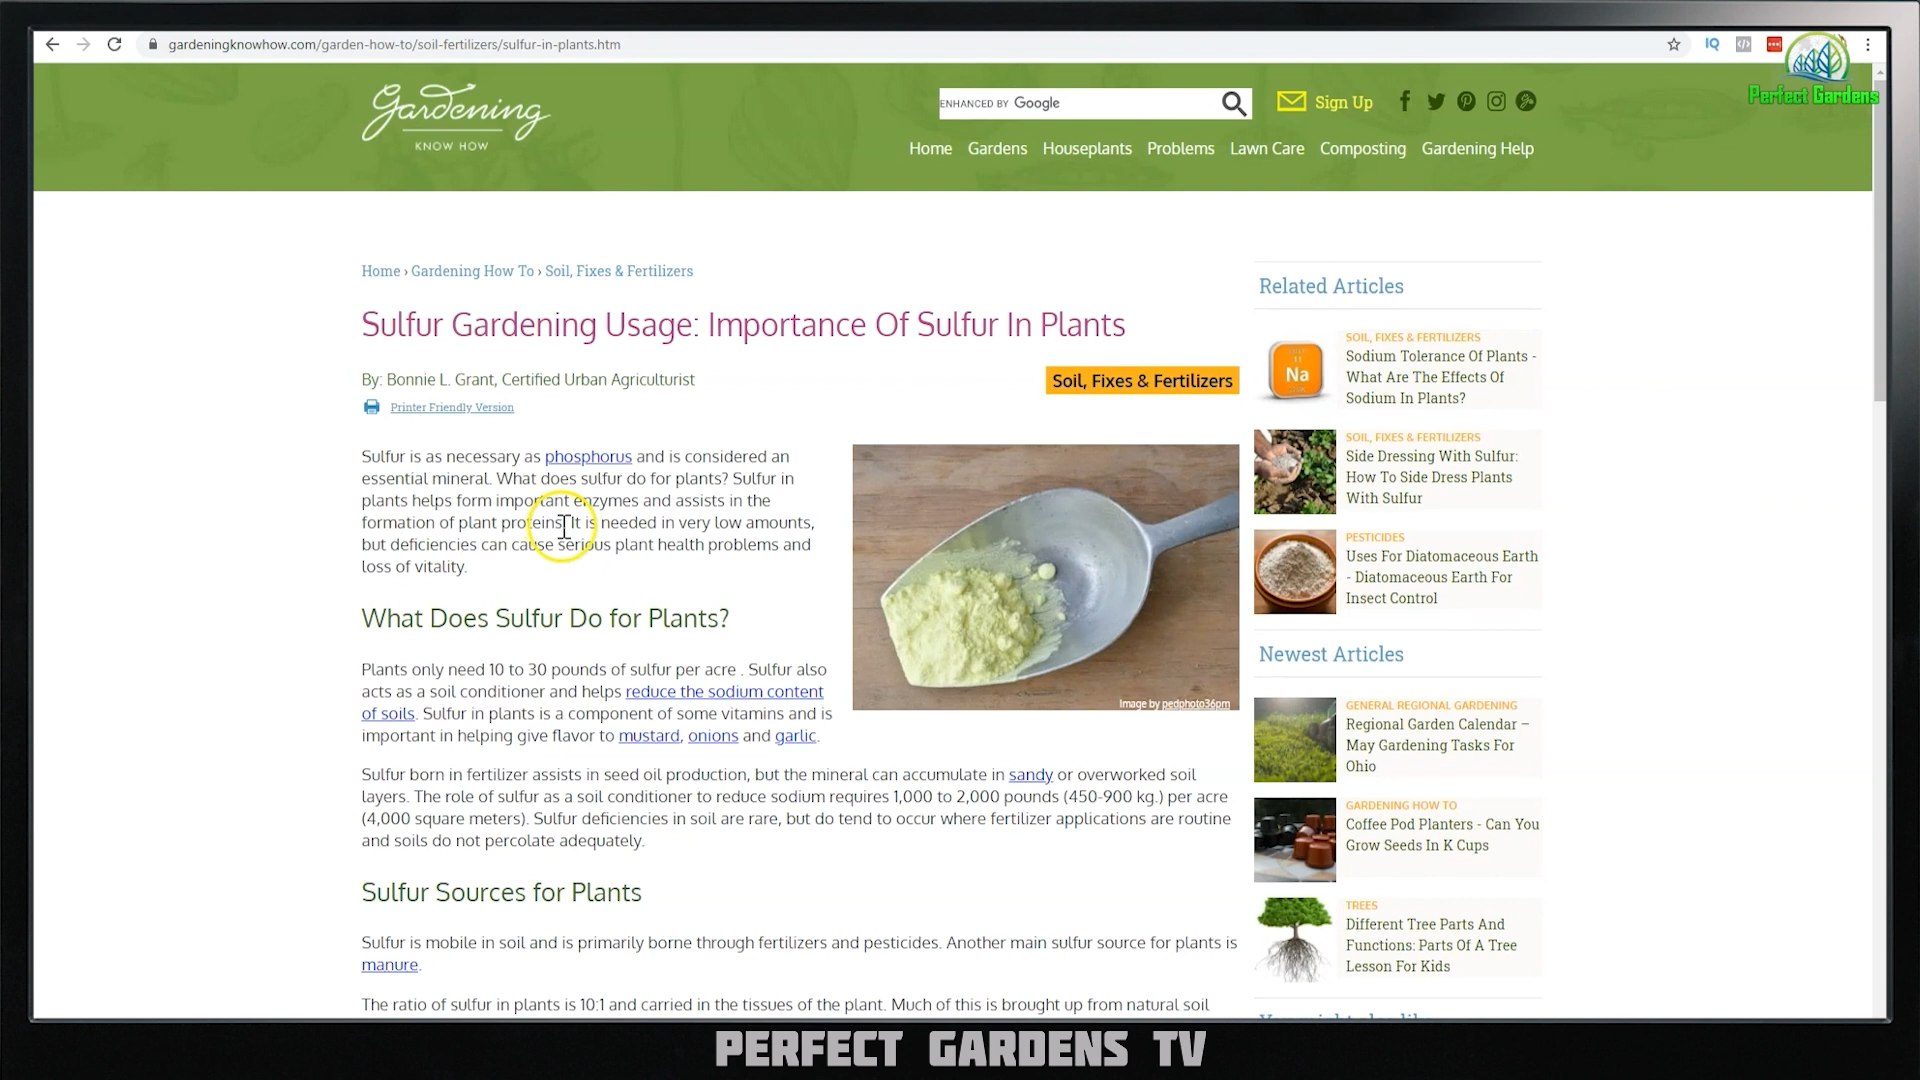 gardeningknowhow.com/garden-how-to/soil-fertilizers/sulfur-in-plants.htm
IQ
Perfect Gardens
Gardening
KNOW HOW
ENHANCED BY Google
Sign Up
Home Gardens Houseplants Problems Lawn Care Composting Gardening Help
Home › Gardening How To › Soil, Fixes & Fertilizers
Sulfur Gardening Usage: Importance Of Sulfur In Plants
By: Bonnie L. Grant, Certified Urban Agriculturist
Soil, Fixes & Fertilizers
Printer Friendly Version
Sulfur is as necessary as phosphorus and is considered an
essential mineral. What does sulfur do for plants? Sulfur in
plants helps form important enzymes and assists in the
formation of plant proteins. It is needed in very low amounts,
but deficiencies can cause serious plant health problems and
loss of vitality.
Image by pedphoto36pm
What Does Sulfur Do for Plants?
Plants only need 10 to 30 pounds of sulfur per acre . Sulfur also
acts as a soil conditioner and helps reduce the sodium content
of soils. Sulfur in plants is a component of some vitamins and is
important in helping give flavor to mustard, onions and garlic.
Sulfur born in fertilizer assists in seed oil production, but the mineral can accumulate in sandy or overworked soil
layers. The role of sulfur as a soil conditioner to reduce sodium requires 1,000 to 2,000 pounds (450-900 kg.) per acre
(4,000 square meters). Sulfur deficiencies in soil are rare, but do tend to occur where fertilizer applications are routine
and soils do not percolate adequately.
Sulfur Sources for Plants
Sulfur is mobile in soil and is primarily borne through fertilizers and pesticides. Another main sulfur source for plants is
manure.
The ratio of sulfur in plants is 10:1 and carried in the tissues of the plant. Much of this is brought up from natural soil
Related Articles
11
Na
SOIL, FIXES & FERTILIZERS
Sodium Tolerance Of Plants -
What Are The Effects Of
Sodium In Plants?
SOIL, FIXES & FERTILIZERS
Side Dressing With Sulfur:
How To Side Dress Plants
With Sulfur
PESTICIDES
Uses For Diatomaceous Earth
- Diatomaceous Earth For
Insect Control
Newest Articles
GENERAL REGIONAL GARDENING
Regional Garden Calendar –
May Gardening Tasks For
Ohio
GARDENING HOW TO
Coffee Pod Planters - Can You
Grow Seeds In K Cups
TREES
Different Tree Parts And
Functions: Parts Of A Tree
Lesson For Kids
PERFECT GARDENS TV